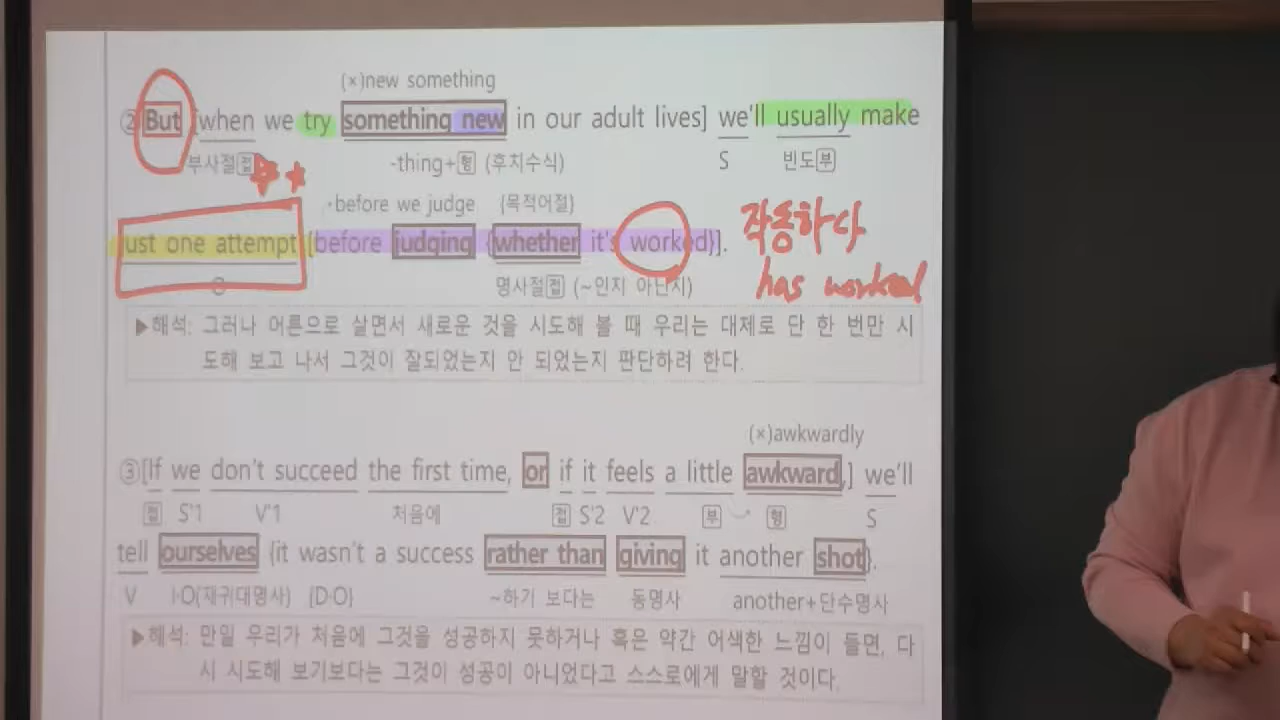 (×)new something
② But [when we try something new in our adult lives] we'll usually make
부사절접 -thing+형 (후치수식) S 빈도부
·before we judge (목적어절)
just one attempt [before judging {whether it's worked}]. 작동하다
O 명사절접 (~인지 아닌지) has worked
▶해석: 그러나 어른으로 살면서 새로운 것을 시도해 볼 때 우리는 대체로 단 한 번만 시
도해 보고 나서 그것이 잘되었는지 안 되었는지 판단하려 한다.
(×)awkwardly
③[If we don't succeed the first time, or if it feels a little awkward,] we'll
접 S'1 V'1 처음에 접 S'2 V'2 부 형 S
tell ourselves {it wasn't a success rather than giving it another shot}.
V I·O(재귀대명사) {D·O} ~하기 보다는 동명사 another+단수명사
▶해석: 만일 우리가 처음에 그것을 성공하지 못하거나 혹은 약간 어색한 느낌이 들면, 다
시 시도해 보기보다는 그것이 성공이 아니었다고 스스로에게 말할 것이다.